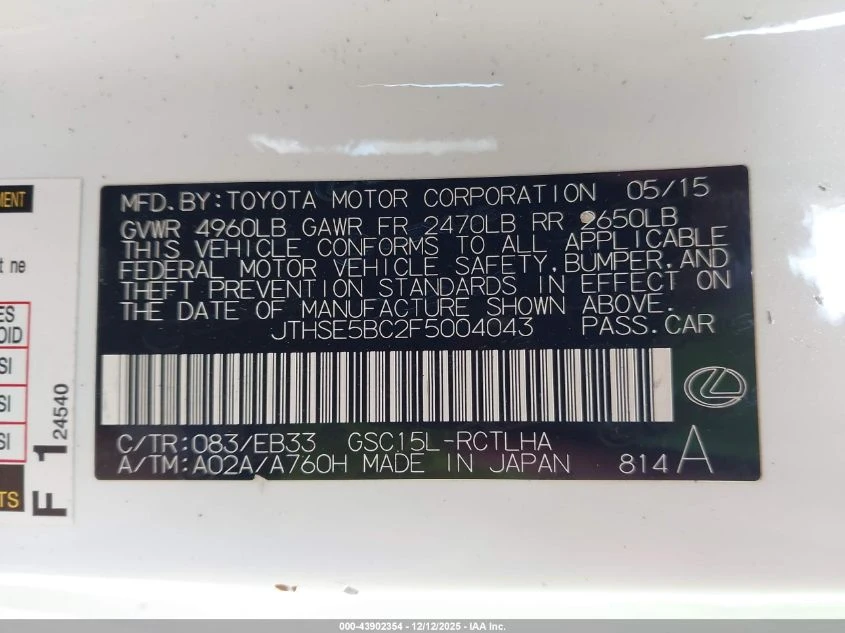 MFD.BY:TOYOTA MOTOR CORPORATION 05/15
GVWR 4960LB GAWR FR 2470LB RR 2650LB
THIS VEHICLE CONFORMS TO ALL APPLICABLE
FEDERAL MOTOR VEHICLE SAFETY,BUMPER,AND
THEFT PREVENTION STANDARDS IN EFFECT ON
THE DATE OF MANUFACTURE SHOWN ABOVE.
JTHSE5BC2F5004043 PASS.CAR
C/TR:083/EB33 GSC15L-RCTLHA
A/TM:A02A/A760H MADE IN JAPAN 814A
F1 24540
000-43902354 - 12/12/2025 - IAA Inc.